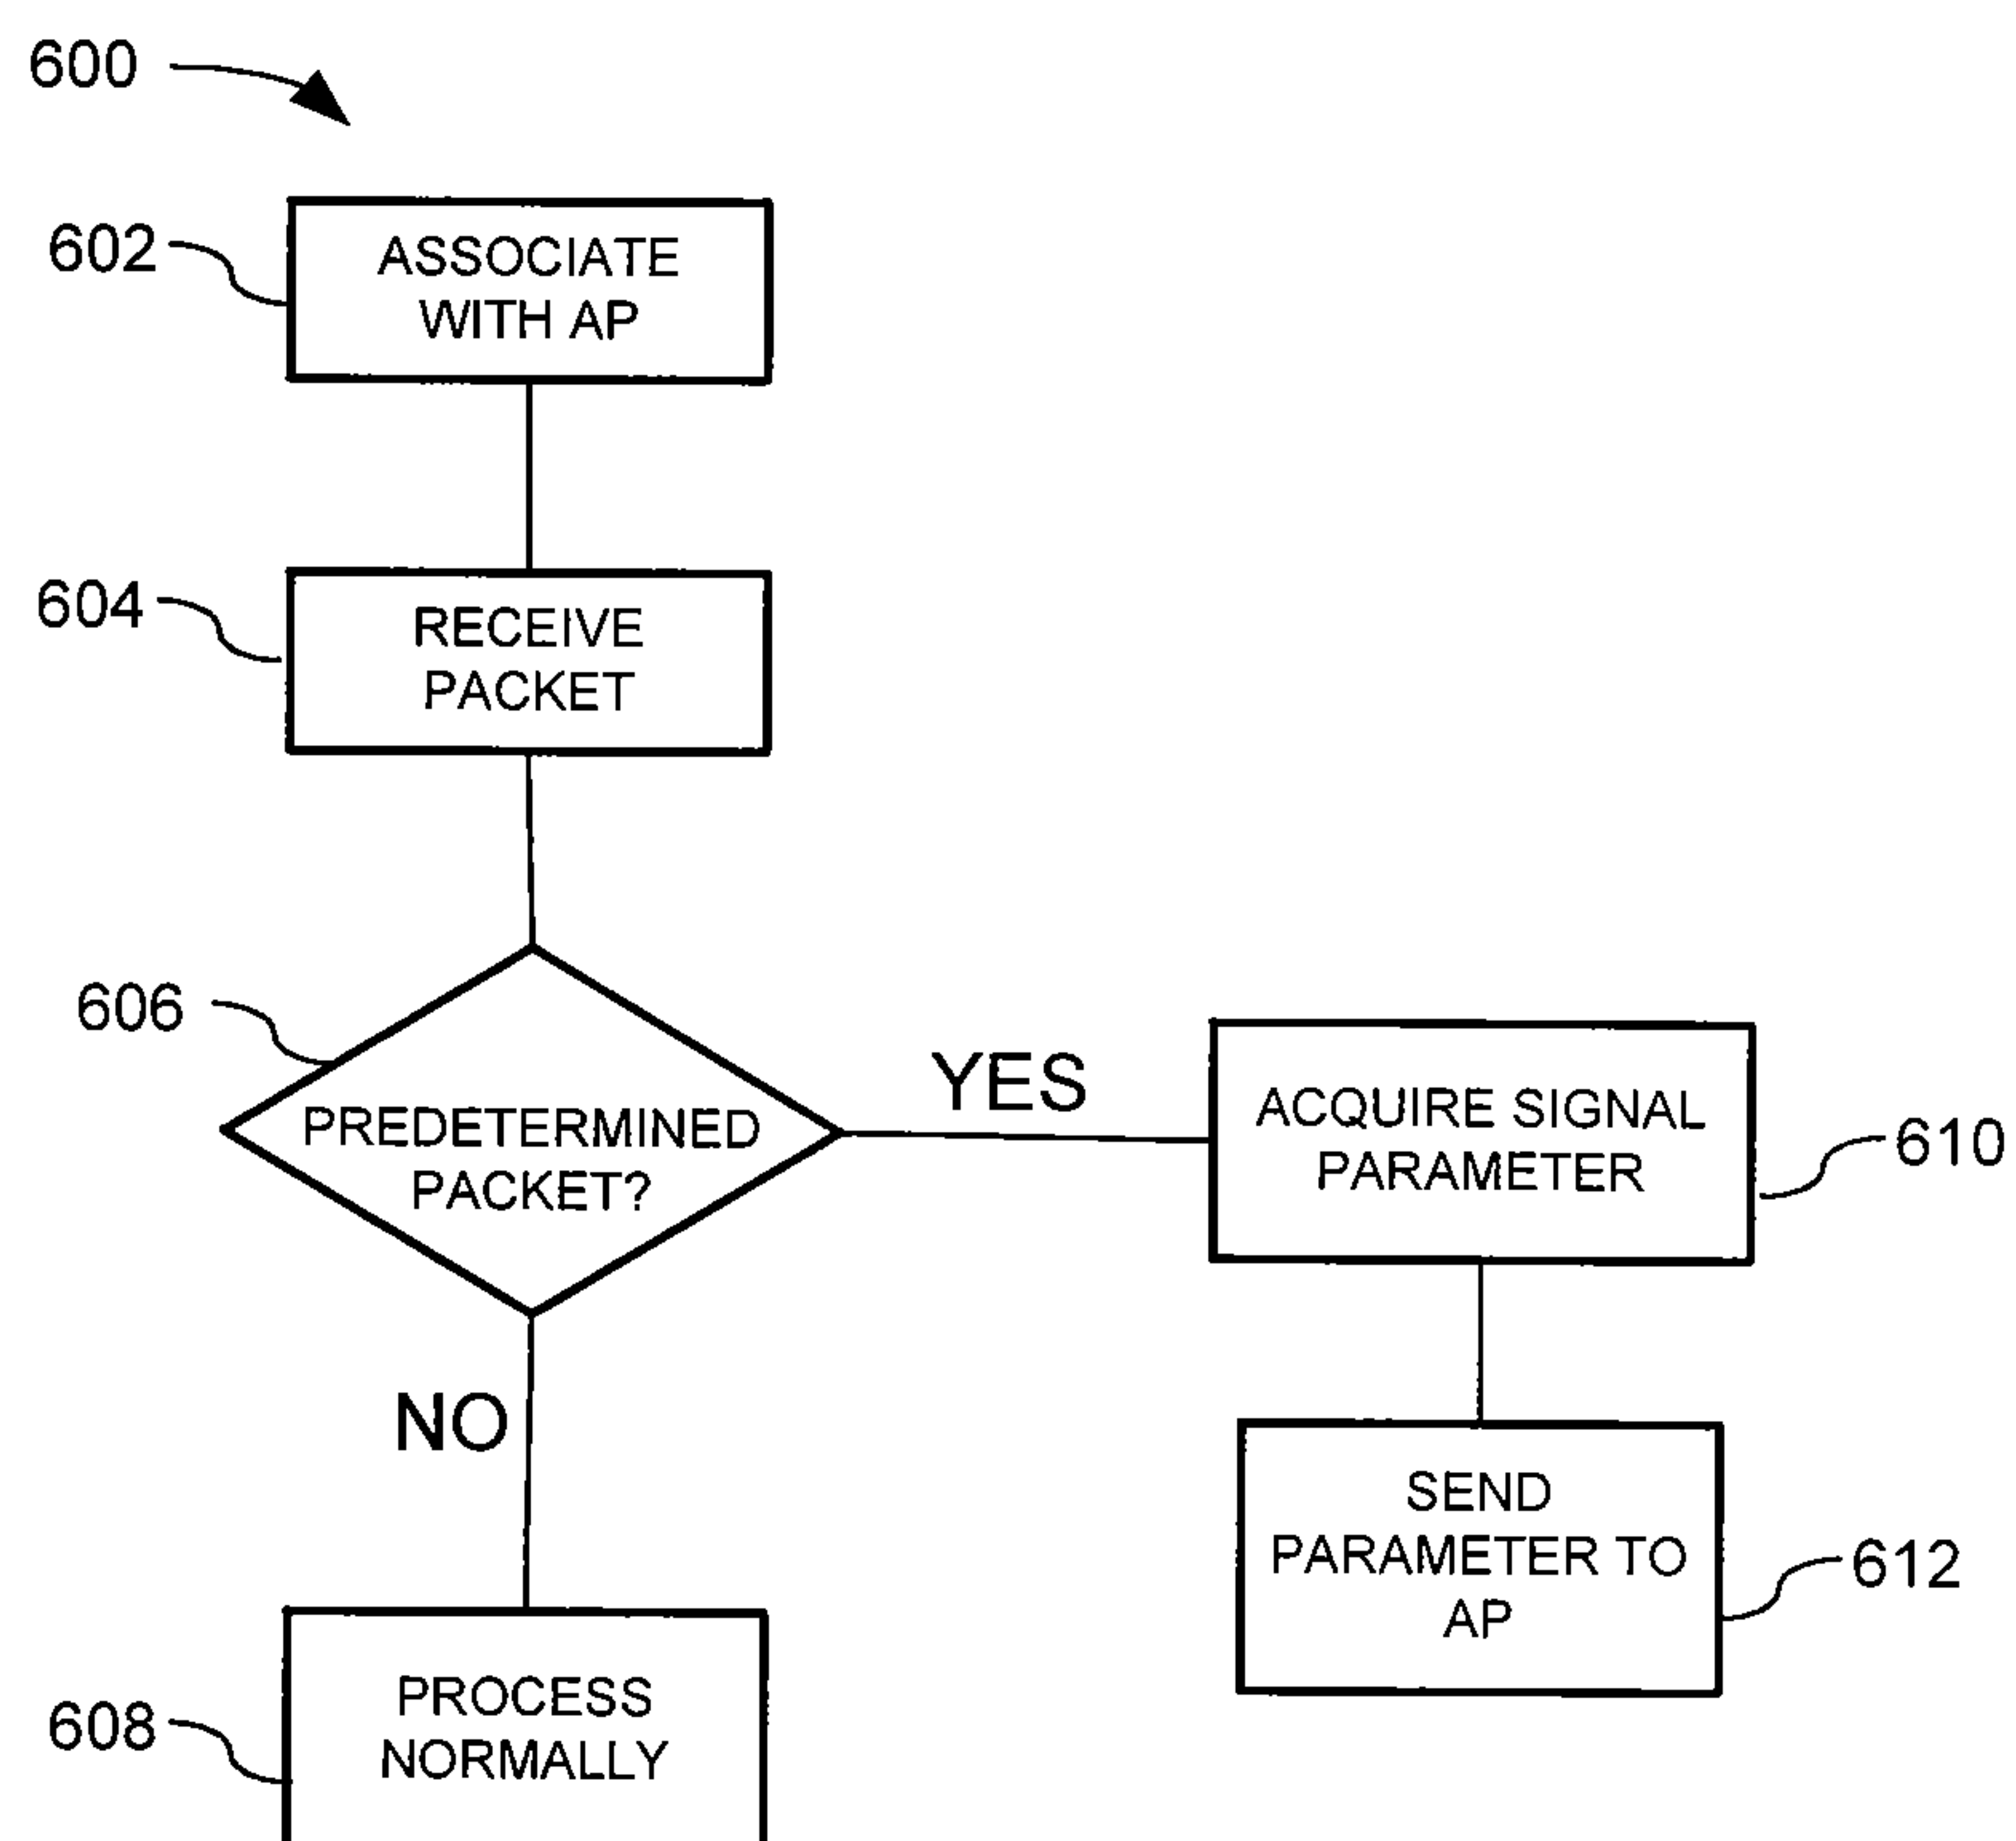 600
602
ASSOCIATE
WITH AP
604
RECEIVE
PACKET
606
PREDETERMINED
PACKET?
YES
ACQUIRE SIGNAL
PARAMETER
610
NO
SEND
PARAMETER TO
AP
612
608
PROCESS
NORMALLY